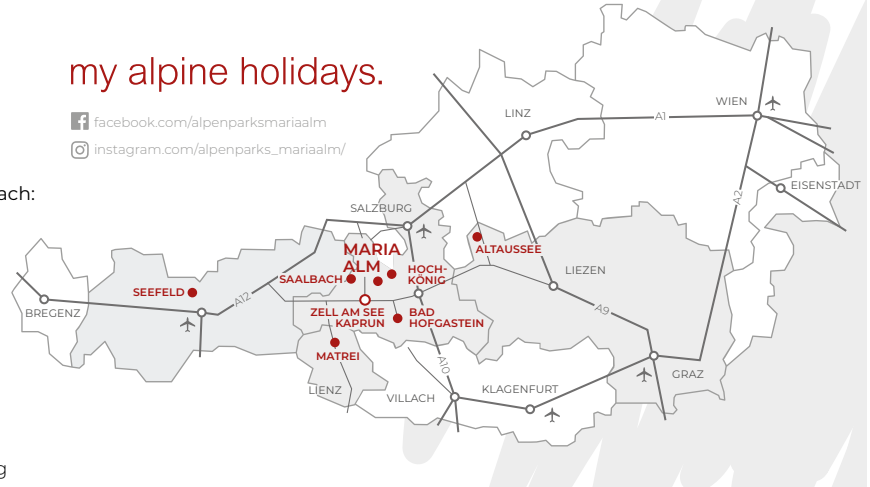 my alpine holidays.
facebook.com/alpenparksmariaalm
instagram.com/alpenparks_mariaalm/
ach:
WIEN
LINZ
A1
EISENSTADT
A2
SALZBURG
MARIA
ALM
ALTAUSSEE
HOCH-
KÖNIG
SAALBACH
LIEZEN
SEEFELD
A12
BREGENZ
ZELL AM SEE
KAPRUN
BAD
HOFGASTEIN
A9
MATREI
A10
GRAZ
LIENZ
VILLACH
KLAGENFURT
g